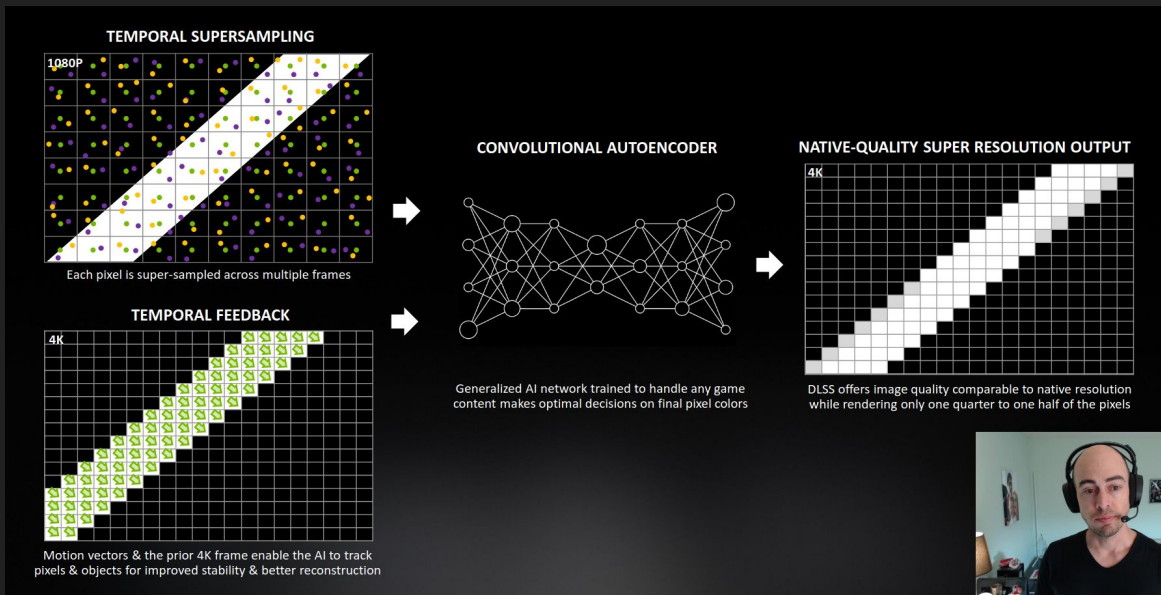 TEMPORAL SUPERSAMPLING
1080P
Each pixel is super-sampled across multiple frames
TEMPORAL FEEDBACK
4K
Motion vectors & the prior 4K frame enable the AI to track
pixels & objects for improved stability & better reconstruction
CONVOLUTIONAL AUTOENCODER
Generalized AI network trained to handle any game
content makes optimal decisions on final pixel colors
NATIVE-QUALITY SUPER RESOLUTION OUTPUT
4K
DLSS offers image quality comparable to native resolution
while rendering only one quarter to one half of the pixels